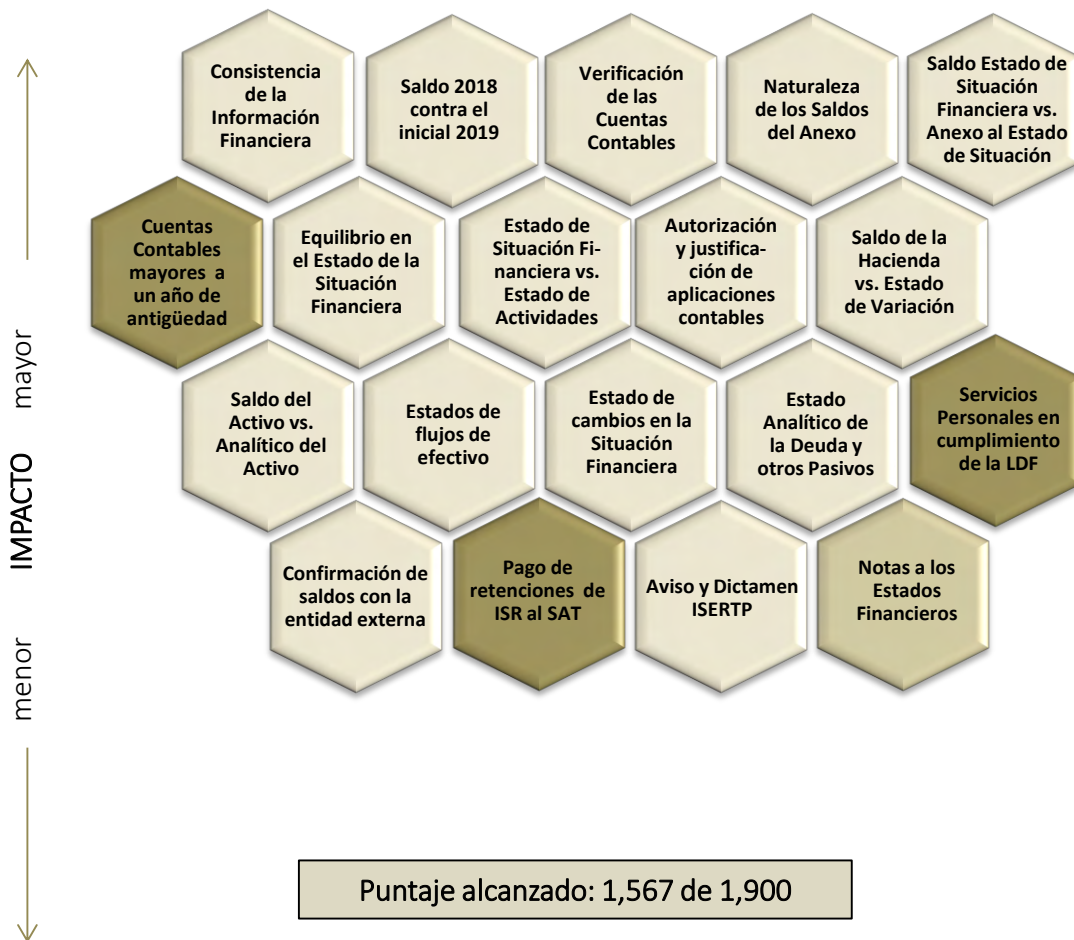 Consistencia
de la
Información
Financiera
Saldo 2018
contra el
inicial 2019
Verificación
de las
Cuentas
Contables
Naturaleza
de los Saldos
del Anexo
Saldo Estado de
Situación
Financiera vs.
Anexo al Estado
de Situación
Cuentas
Contables
mayores a
un año de
antigüedad
Equilibrio en
el Estado de la
Situación
Financiera
Estado de
Situación Fi-
nanciera vs.
Estado de
Actividades
Autorización
y justifica-
ción de
aplicaciones
contables
Saldo de la
Hacienda
vs. Estado
de Variación
Saldo del
Activo vs.
Analítico del
Activo
Estados de
flujos de
efectivo
Estado de
cambios en la
Situación
Financiera
Estado
Analítico de
la Deuda y
otros Pasivos
Servicios
Personales en
cumplimiento
de la LDF
Confirmación de
saldos con la
entidad externa
Pago de
retenciones de
ISR al SAT
Aviso y Dictamen
ISERTP
Notas a los
Estados
Financieros
menor IMPACTO mayor
Puntaje alcanzado: 1,567 de 1,900